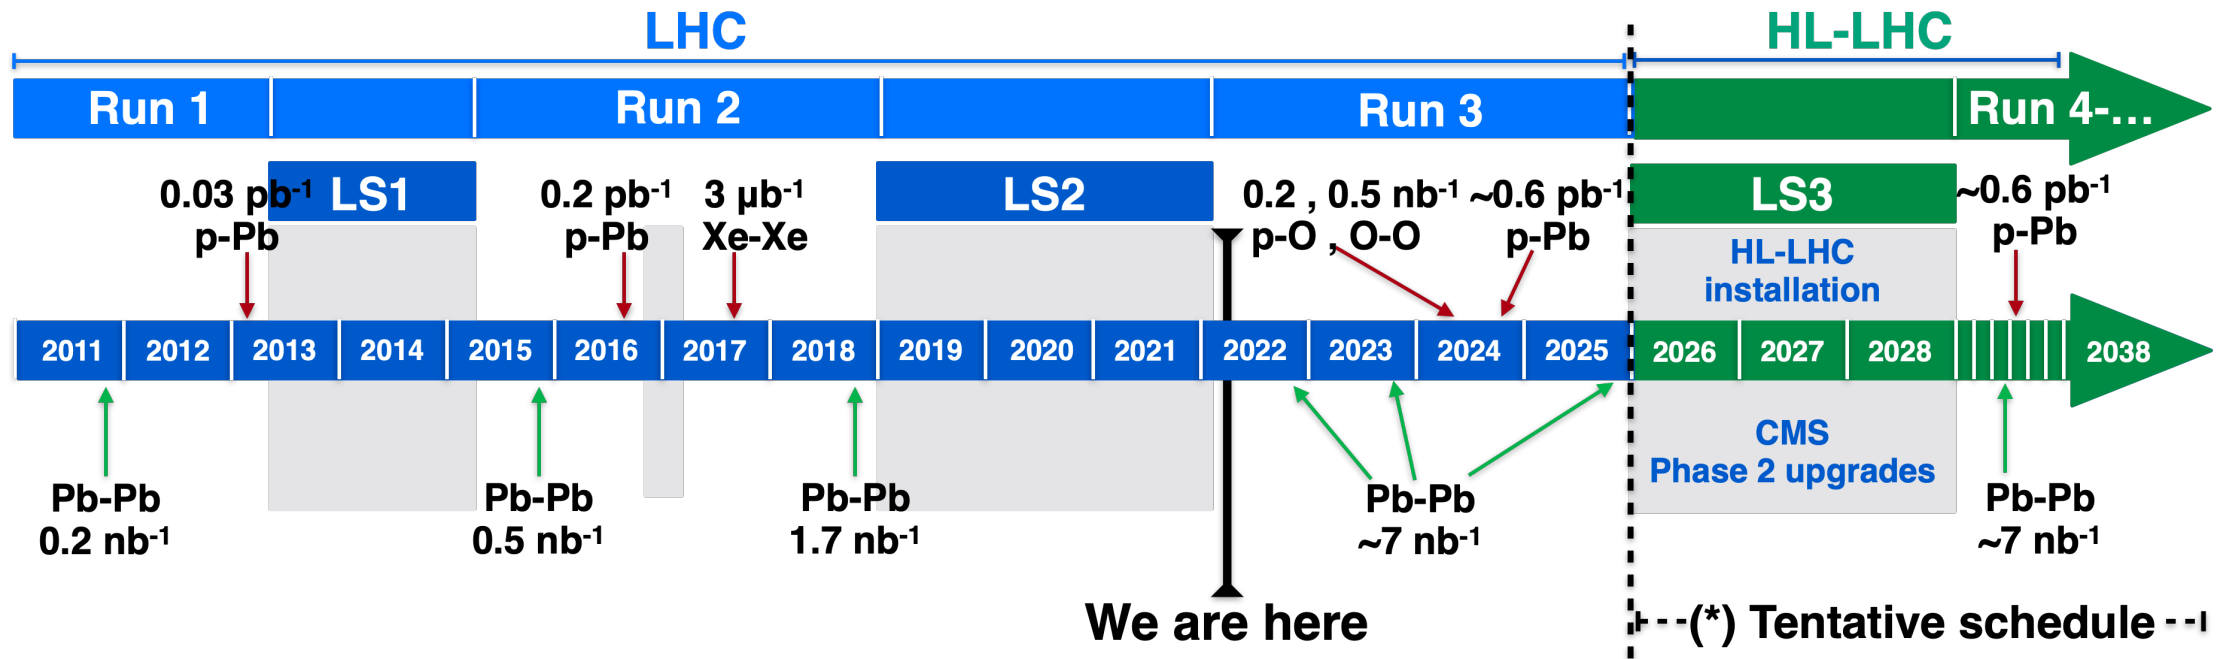 LHC
HL-LHC
Run 1
Run 2
Run 3
Run 4-...
LS1
LS2
LS3
0.03 pb⁻¹
p-Pb
0.2 pb⁻¹
p-Pb
3 μb⁻¹
Xe-Xe
0.2 , 0.5 nb⁻¹
p-O , O-O
~0.6 pb⁻¹
p-Pb
~0.6 pb⁻¹
p-Pb
HL-LHC
installation
2011 2012 2013 2014 2015 2016 2017 2018 2019 2020 2021 2022 2023 2024 2025 2026 2027 2028 2038
CMS
Phase 2 upgrades
Pb-Pb
0.2 nb⁻¹
Pb-Pb
0.5 nb⁻¹
Pb-Pb
1.7 nb⁻¹
Pb-Pb
~7 nb⁻¹
Pb-Pb
~7 nb⁻¹
We are here
(*) Tentative schedule